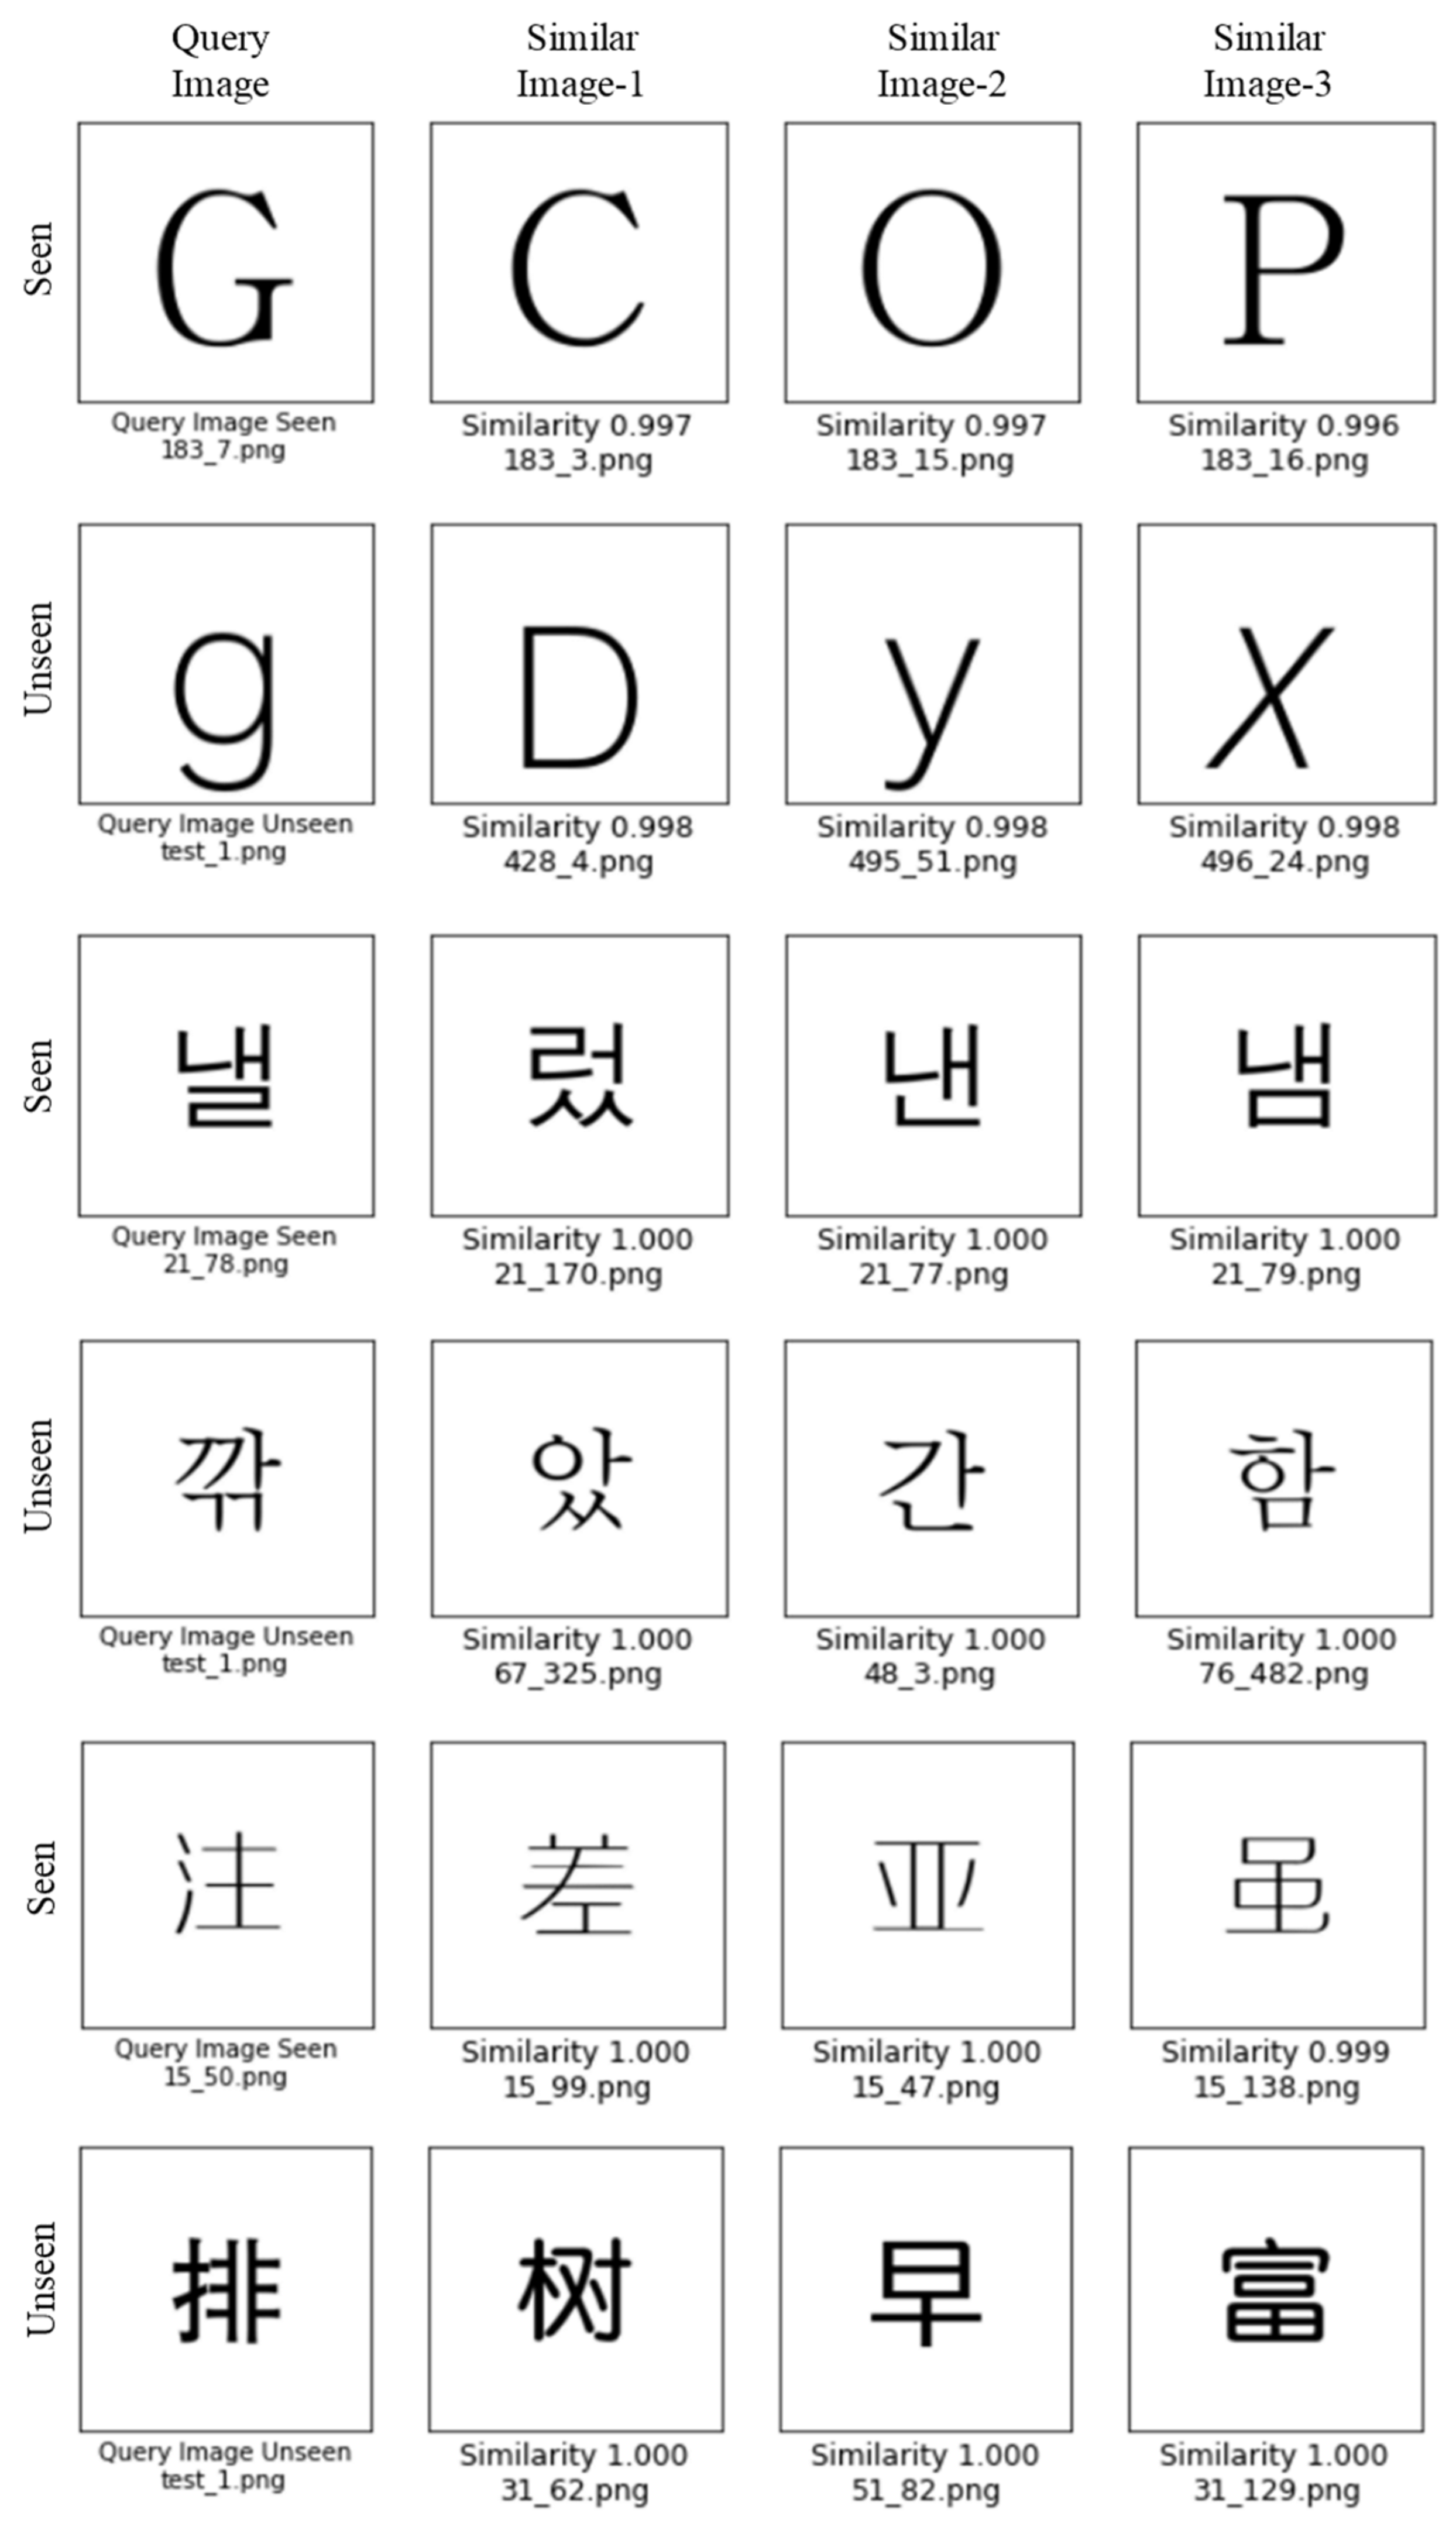 Query Image
Similar Image-1
Similar Image-2
Similar Image-3
Seen
G
C
O
P
Query Image Seen
183_7.png
Similarity 0.997
183_3.png
Similarity 0.997
183_15.png
Similarity 0.996
183_16.png
Unseen
g
D
y
X
Query Image Unseen
test_1.png
Similarity 0.998
428_4.png
Similarity 0.998
495_51.png
Similarity 0.998
496_24.png
Seen
낼
렀
낸
냄
Query Image Seen
21_78.png
Similarity 1.000
21_170.png
Similarity 1.000
21_77.png
Similarity 1.000
21_79.png
Unseen
깎
았
간
함
Query Image Unseen
test_1.png
Similarity 1.000
67_325.png
Similarity 1.000
48_3.png
Similarity 1.000
76_482.png
Seen
注
差
亚
Query Image Seen
15_50.png
Similarity 1.000
15_99.png
Similarity 1.000
15_47.png
Similarity 0.999
15_138.png
Unseen
排
树
早
富
Query Image Unseen
test_1.png
Similarity 1.000
31_62.png
Similarity 1.000
51_82.png
Similarity 1.000
31_129.png